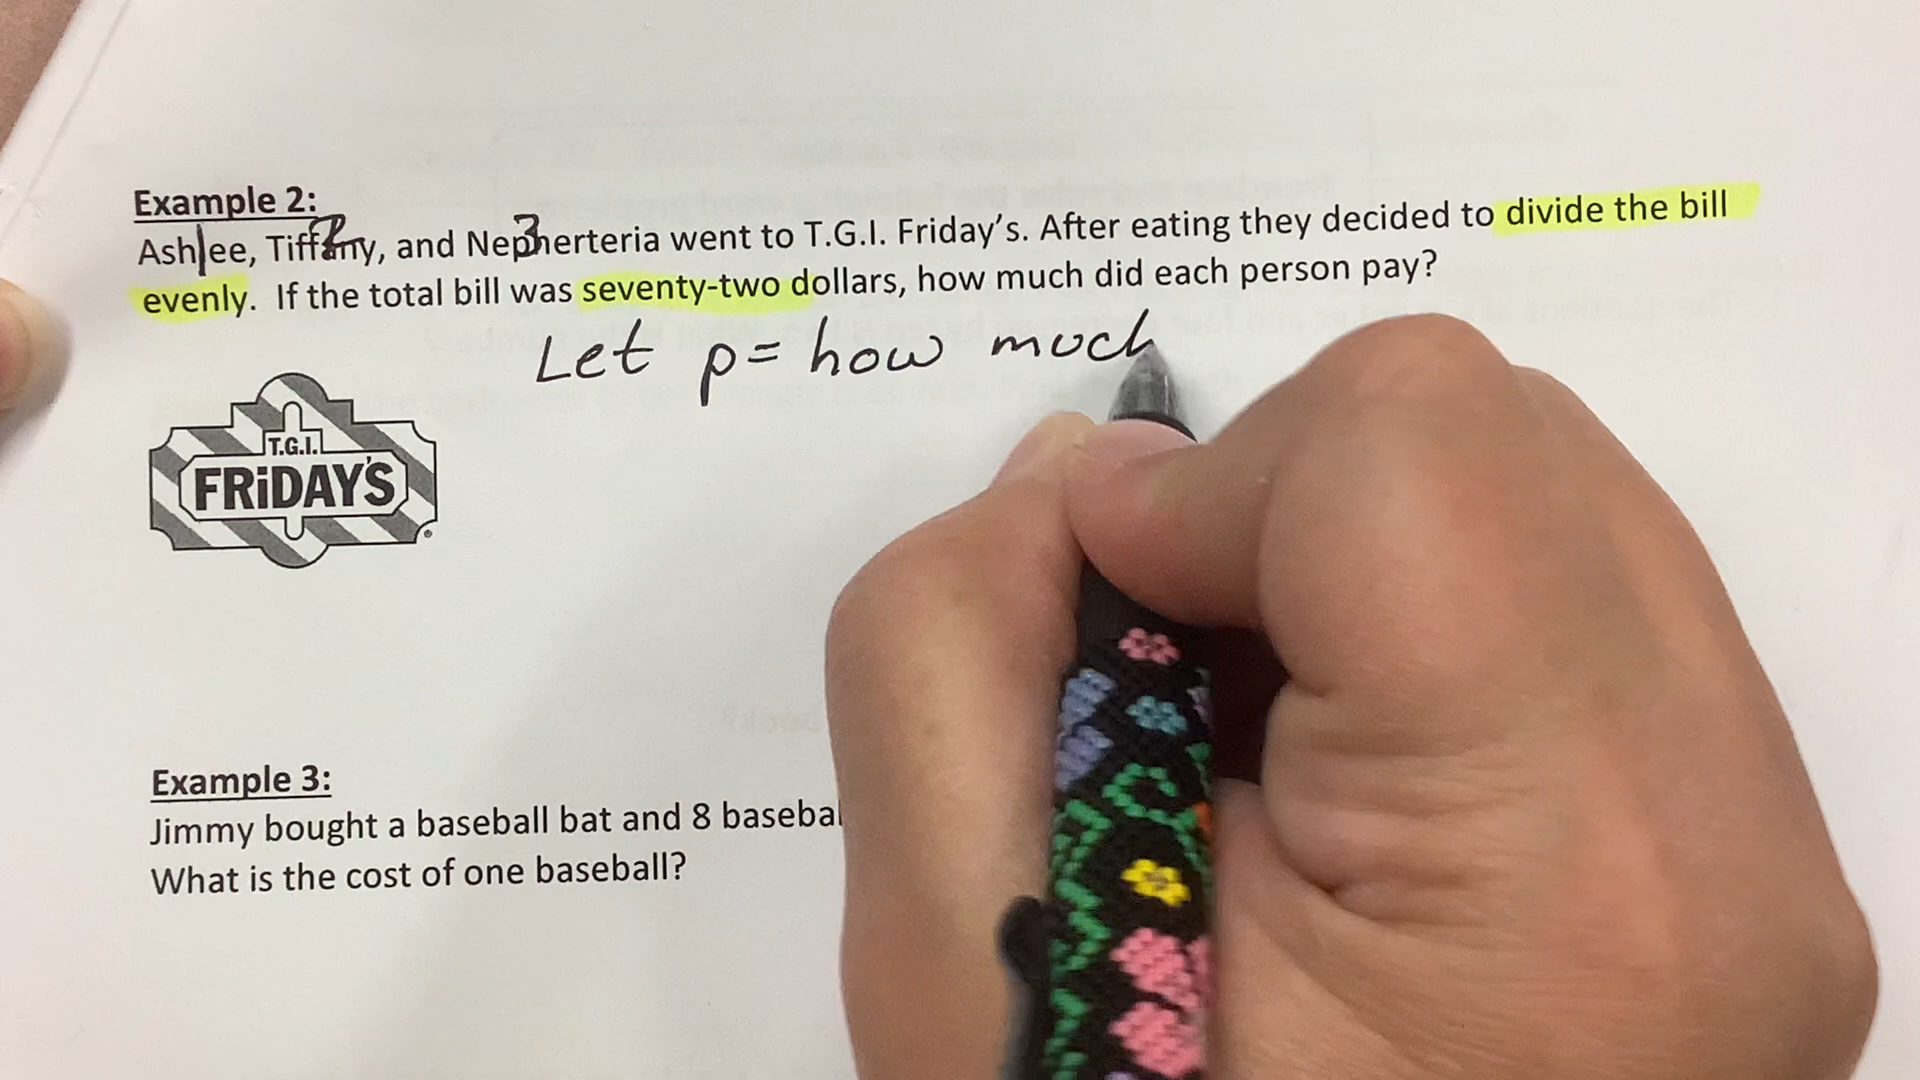 Example 2:
Ashlee, Tiffany, and Nepherteria went to T.G.I. Friday's. After eating they decided to divide the bill
1 2 3
evenly. If the total bill was seventy-two dollars, how much did each person pay?
Let p= how much
T.G.I.
FRiDAY'S
Example 3:
Jimmy bought a baseball bat and 8 basebal
What is the cost of one baseball?